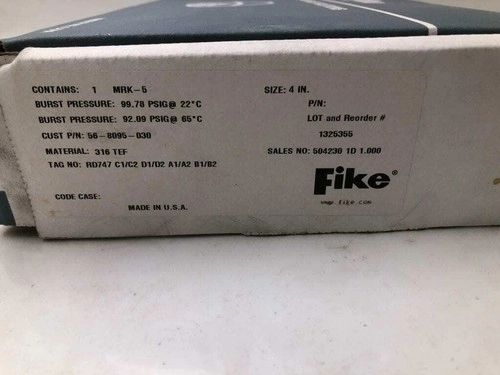 CONTAINS: 1 MRK-5
SIZE: 4 IN.
BURST PRESSURE: 99.78 PSIG@ 22°C
P/N:
BURST PRESSURE: 92.09 PSIG@ 65°C
LOT and Reorder #
CUST P/N: 56-8095-030
1325355
MATERIAL: 316 TEF
SALES NO: 504230 1D 1.000
TAG NO: RD747 C1/C2 D1/D2 A1/A2 B1/B2
Fike®
CODE CASE:
www.fike.com
MADE IN U.S.A.